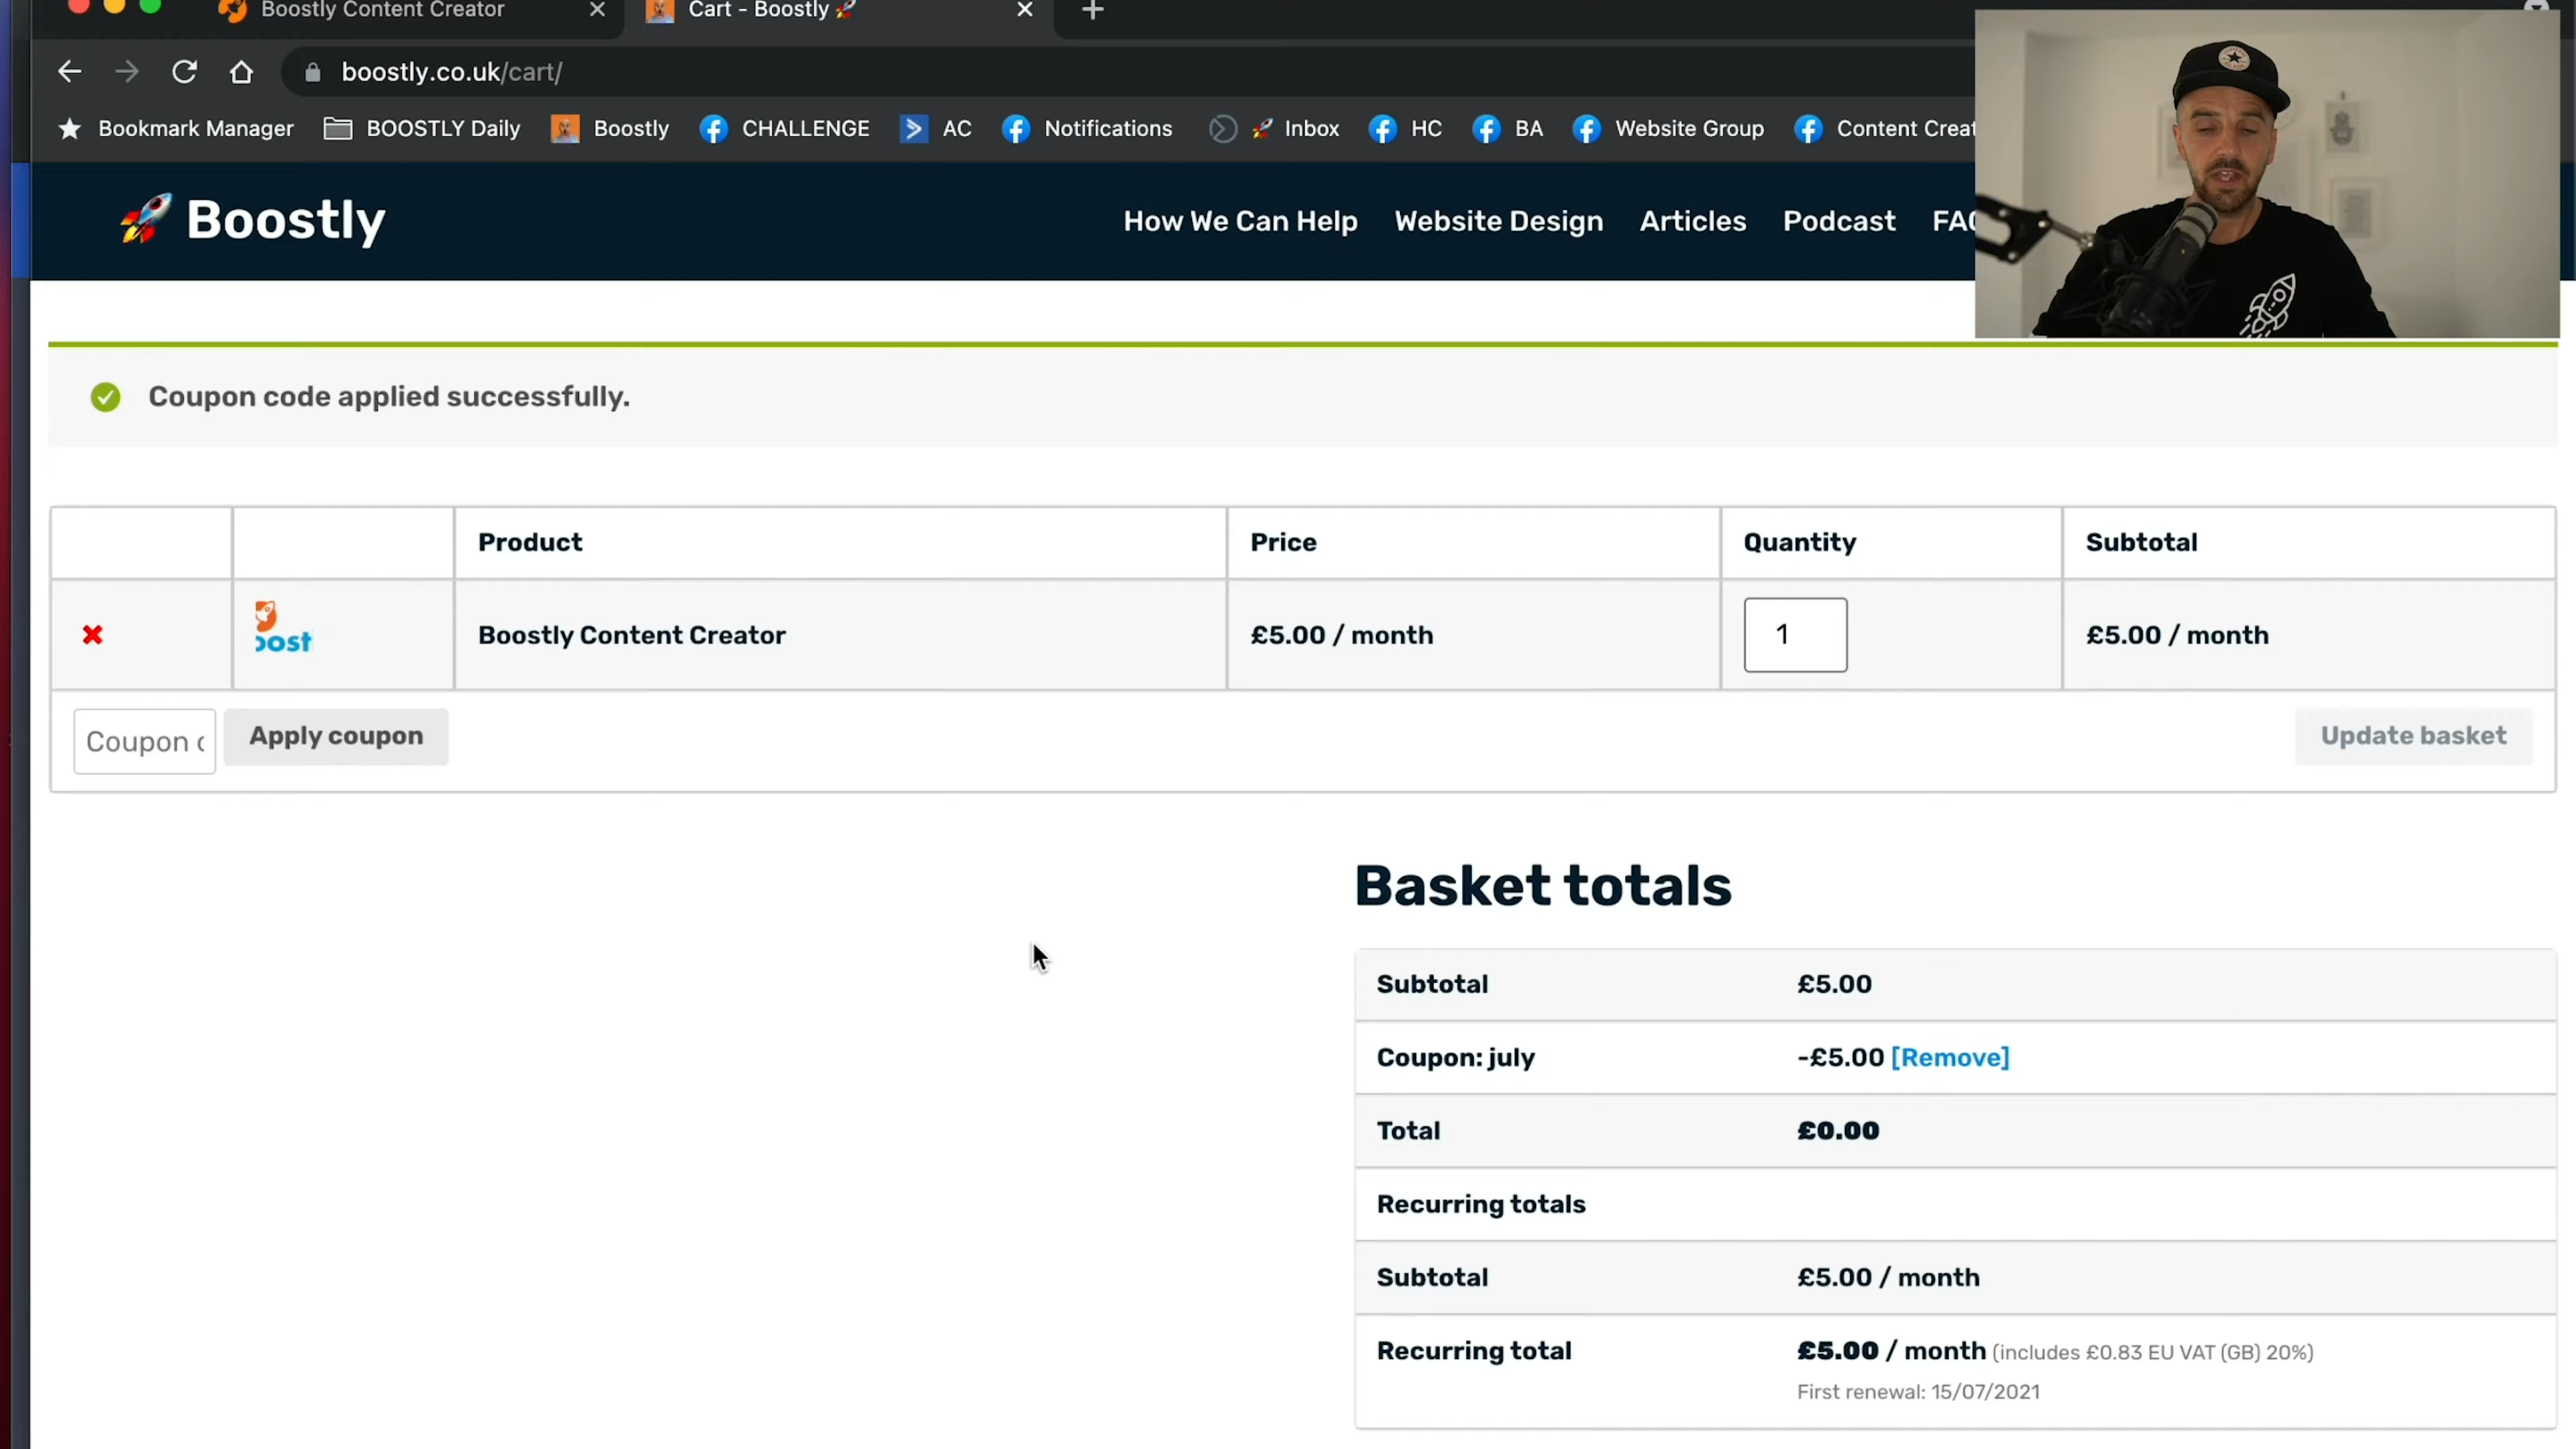 Boostly Content Creator
Cart - Boostly 🚀
boostly.co.uk/cart/
Bookmark Manager BOOSTLY Daily Boostly CHALLENGE AC Notifications 🚀 Inbox HC BA Website Group Content Creat
🚀 Boostly
How We Can Help Website Design Articles Podcast FAQ
Coupon code applied successfully.
Product Price Quantity Subtotal
oost Boostly Content Creator £5.00 / month 1 £5.00 / month
Coupon c Apply coupon Update basket
Basket totals
Subtotal £5.00
Coupon: july -£5.00 [Remove]
Total £0.00
Recurring totals
Subtotal £5.00 / month
Recurring total £5.00 / month (includes £0.83 EU VAT (GB) 20%)
First renewal: 15/07/2021